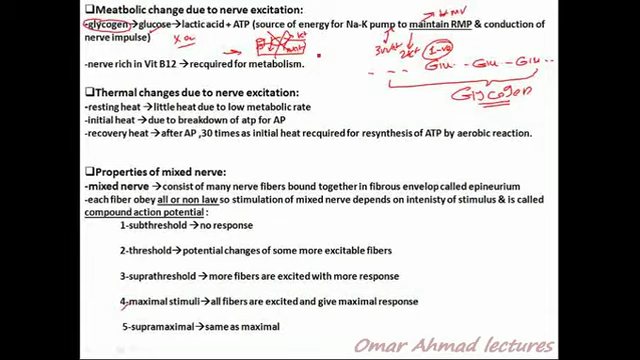 ❑Meatbolic change due to nerve excitation:
-glycogen→ glucose→ lactic acid + ATP (source of energy for Na-K pump to maintain RMP & conduction of
nerve impulse)
-nerve rich in Vit B12→ required for metabolism.
1-ve
Glu -- Glu -- Glu --
Glycogen
❑Thermal changes due to nerve excitation:
-resting heat→ little heat due to low metabolic rate
-initial heat→ due to breakdown of atp for AP
-recovery heat→ after AP ,30 times as initial heat recquired for resynthesis of ATP by aerobic reaction.
❑Properties of mixed nerve:
-mixed nerve→ consist of many nerve fibers bound together in fibrous envelop called epineurium
-each fiber obey all or non law so stimulation of mixed nerve depends on intenisty of stimulus & is called
compound action potential :
1-subthreshold→no response
2-threshold→potential changes of some more excitable fibers
3-suprathreshold→more fibers are excited with more response
4-maximal stimuli→all fibers are excited and give maximal response
5-supramaximal→same as maximal
Omar Ahmad lectures